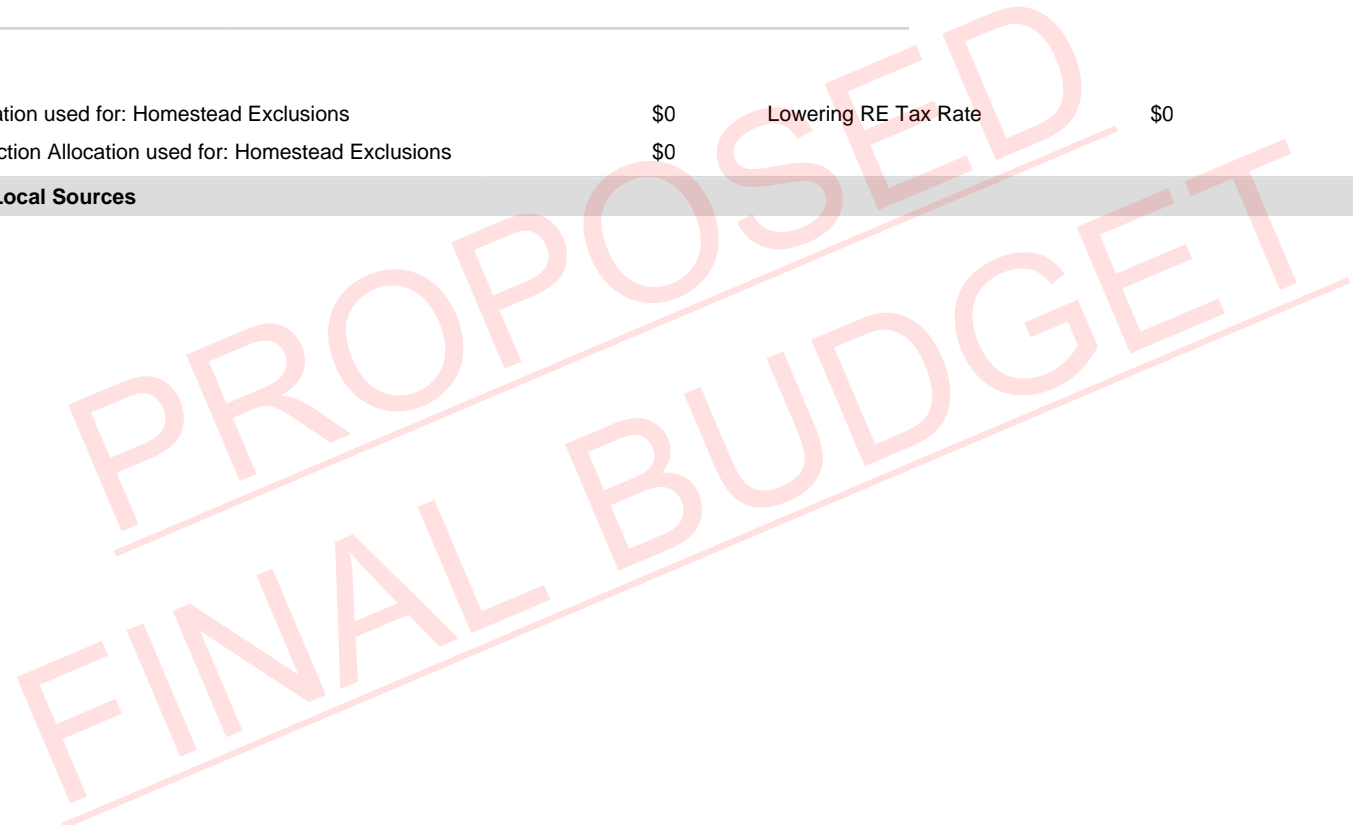 ation used for: Homestead Exclusions $0 Lowering RE Tax Rate $0
ction Allocation used for: Homestead Exclusions $0
Local Sources
PROPOSED
FINAL BUDGET